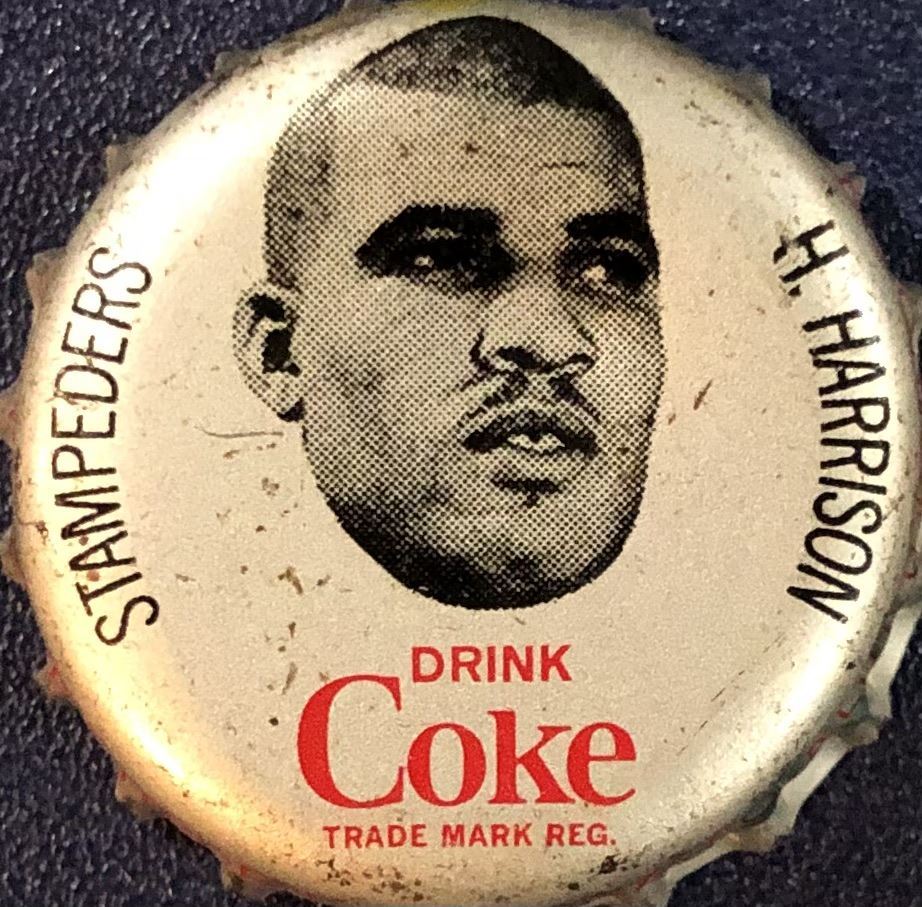 STAMPEDERS
H. HARRISON
DRINK
Coke
TRADE MARK REG.